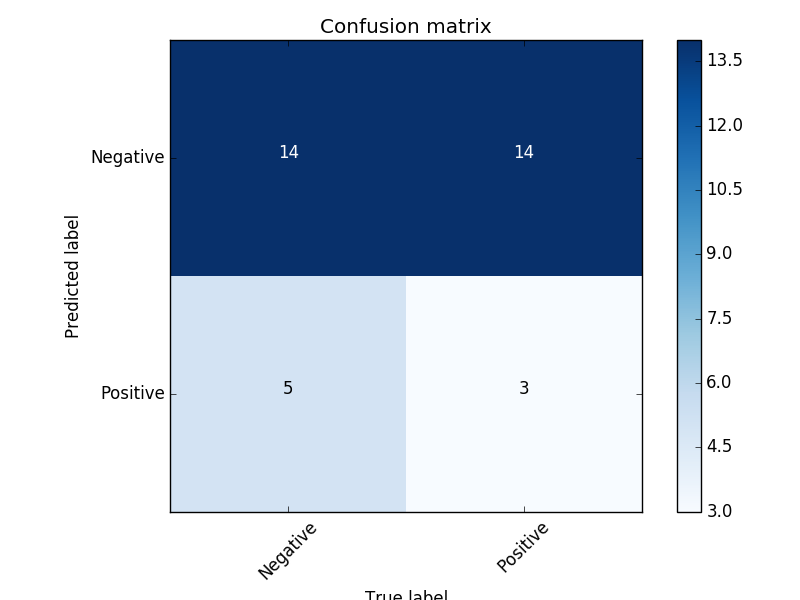 Confusion matrix
13.5
12.0
Negative 14 14
10.5
9.0
Predicted label
7.5
6.0
Positive 5 3
4.5
3.0
Negative Positive
True label